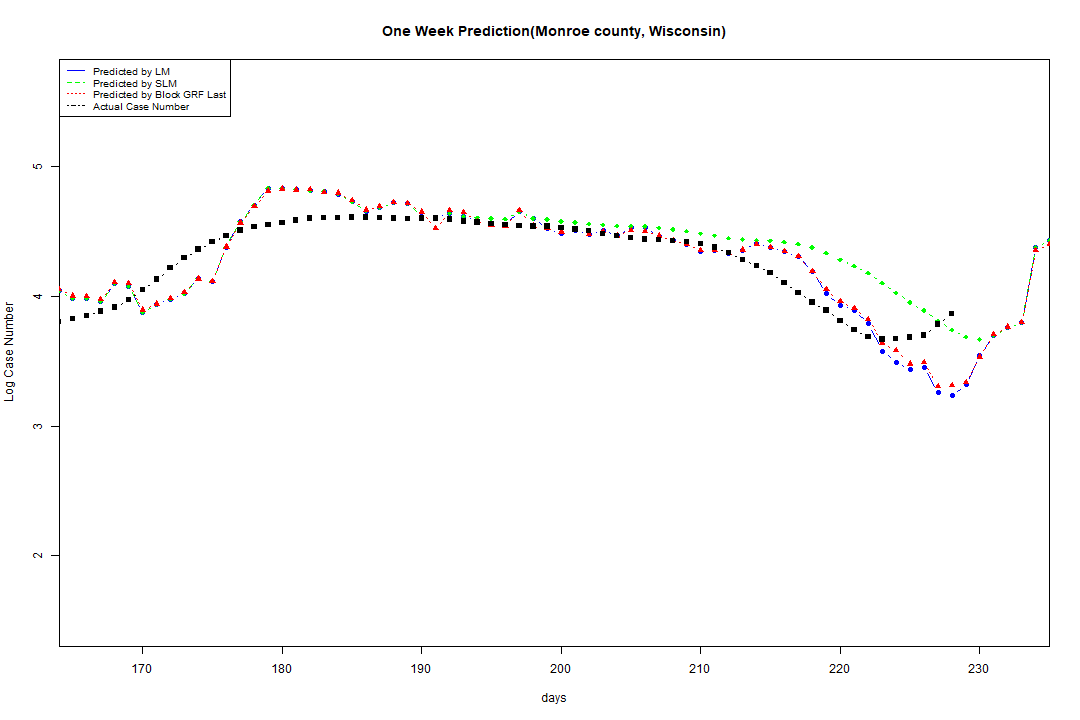 One Week Prediction(Monroe county, Wisconsin)
Predicted by LM
Predicted by SLM
Predicted by Block GRF Last
Actual Case Number
5
4
3
2
Log Case Number
170 180 190 200 210 220 230
days